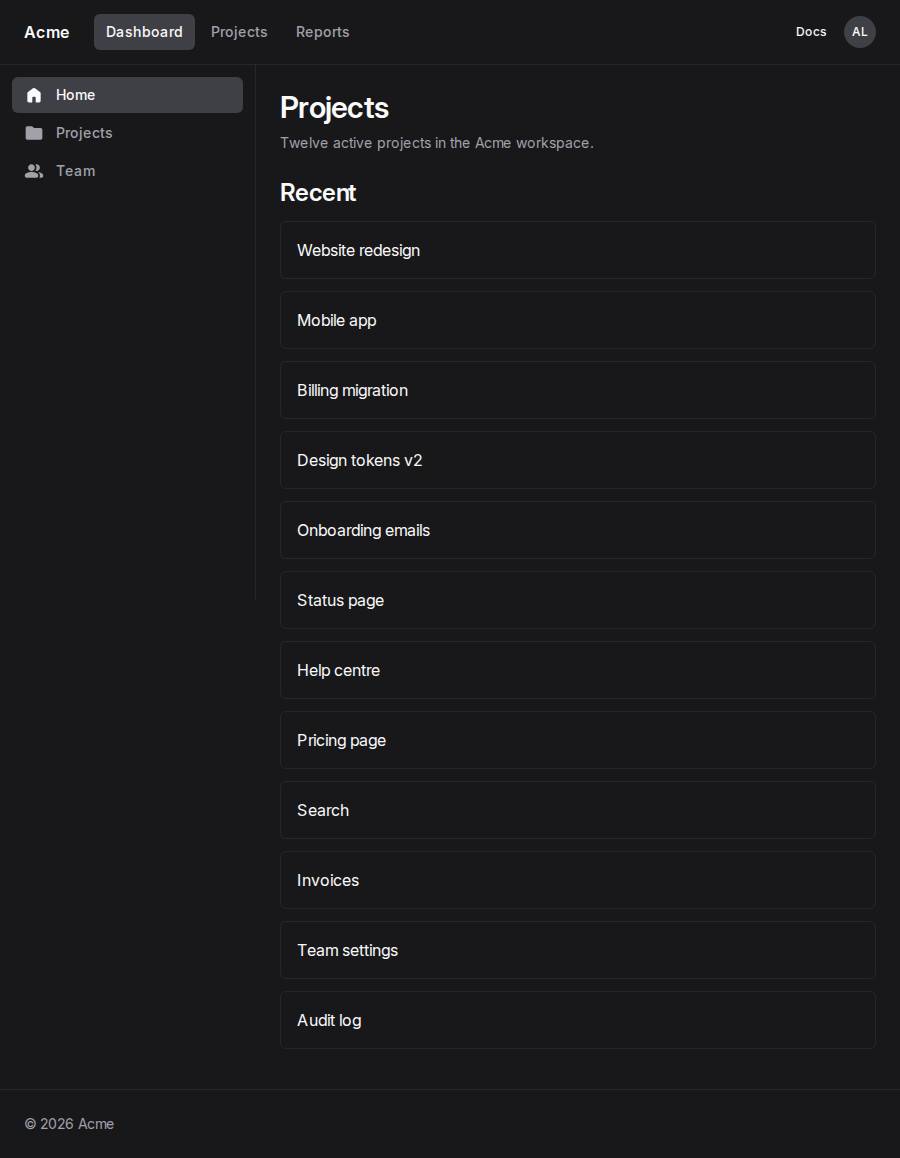 Acme Dashboard Projects Reports Docs AL
Home
Projects
Team
Projects
Twelve active projects in the Acme workspace.
Recent
Website redesign
Mobile app
Billing migration
Design tokens v2
Onboarding emails
Status page
Help centre
Pricing page
Search
Invoices
Team settings
Audit log
© 2026 Acme